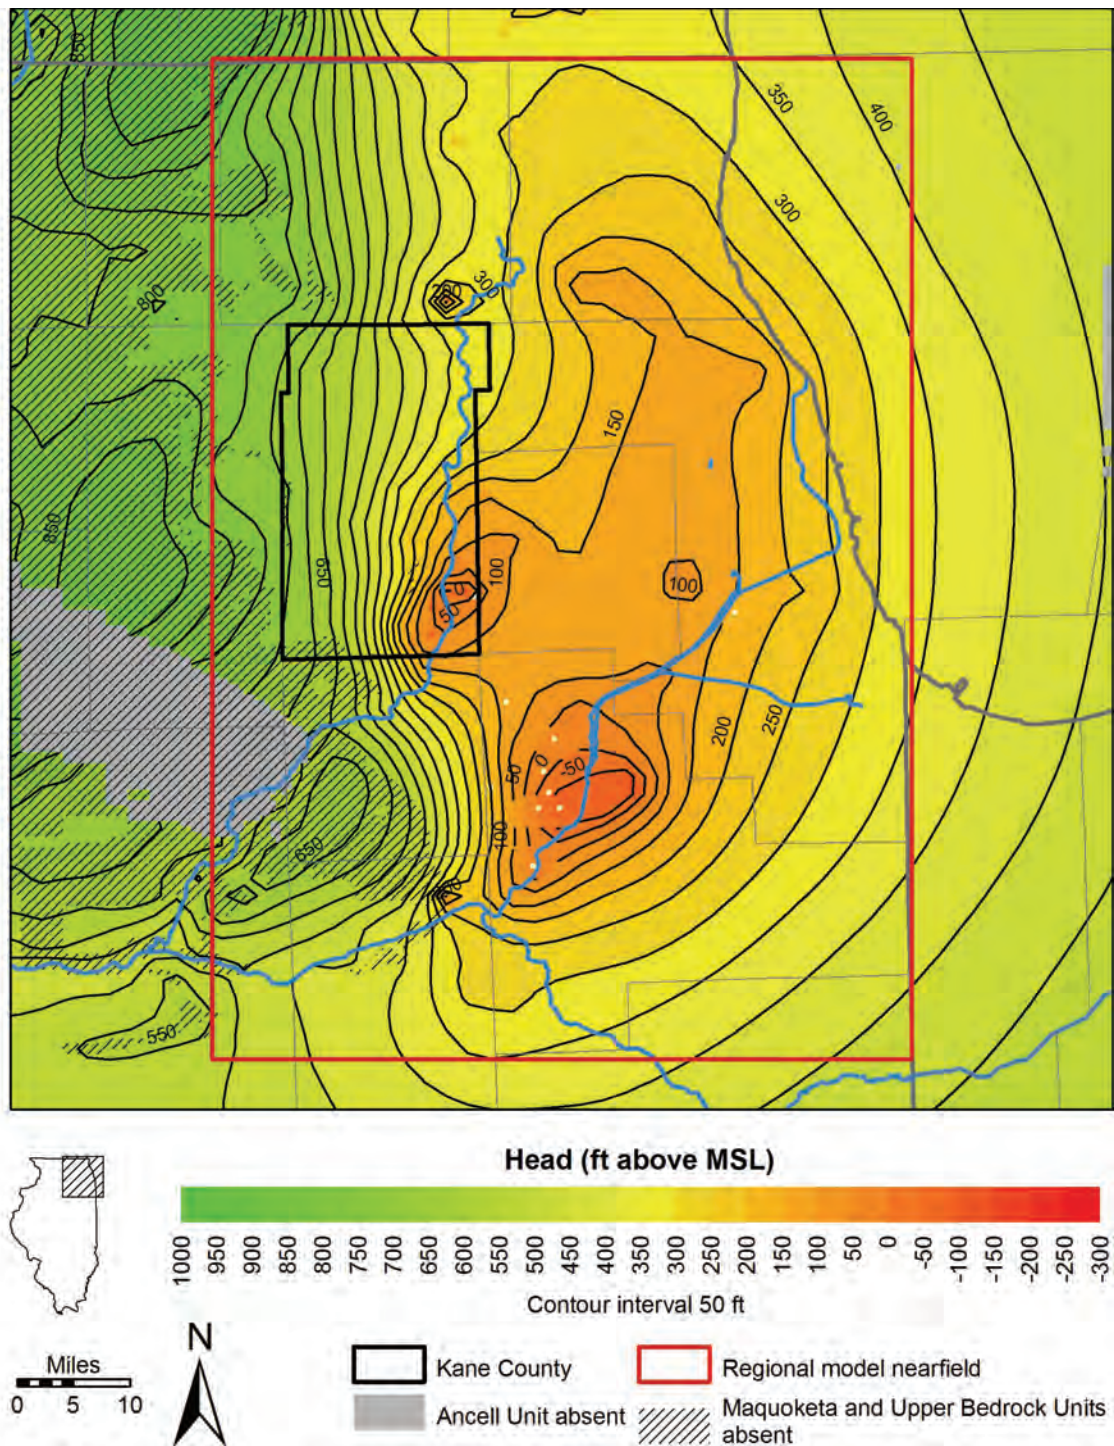 850
350
400
300
300
200
800
150
850
650
100
0
50
100
200
250
50
0
-50
100
650
550
Head (ft above MSL)
1000 950 900 850 800 750 700 650 600 550 500 450 400 350 300 250 200 150 100 50 0 -50 -100 -150 -200 -250 -300
Contour interval 50 ft
N
Miles
0 5 10
Kane County
Regional model nearfield
Ancell Unit absent
Maquoketa and Upper Bedrock Units
absent